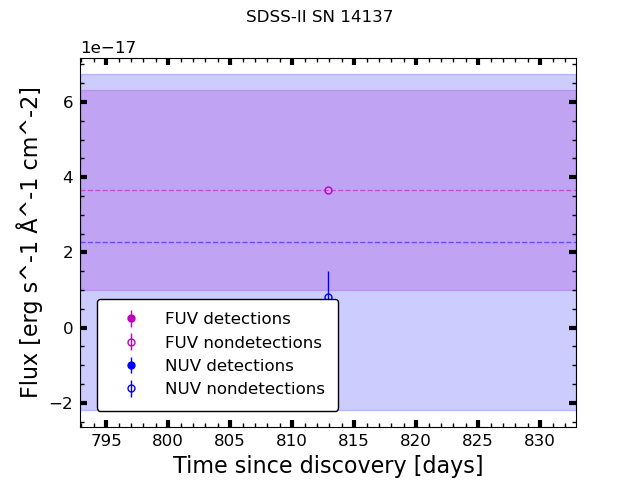 SDSS-II SN 14137
1e−17
Flux [erg s^-1 Å^-1 cm^-2]
6
4
2
0
−2
FUV detections
FUV nondetections
NUV detections
NUV nondetections
795 800 805 810 815 820 825 830
Time since discovery [days]